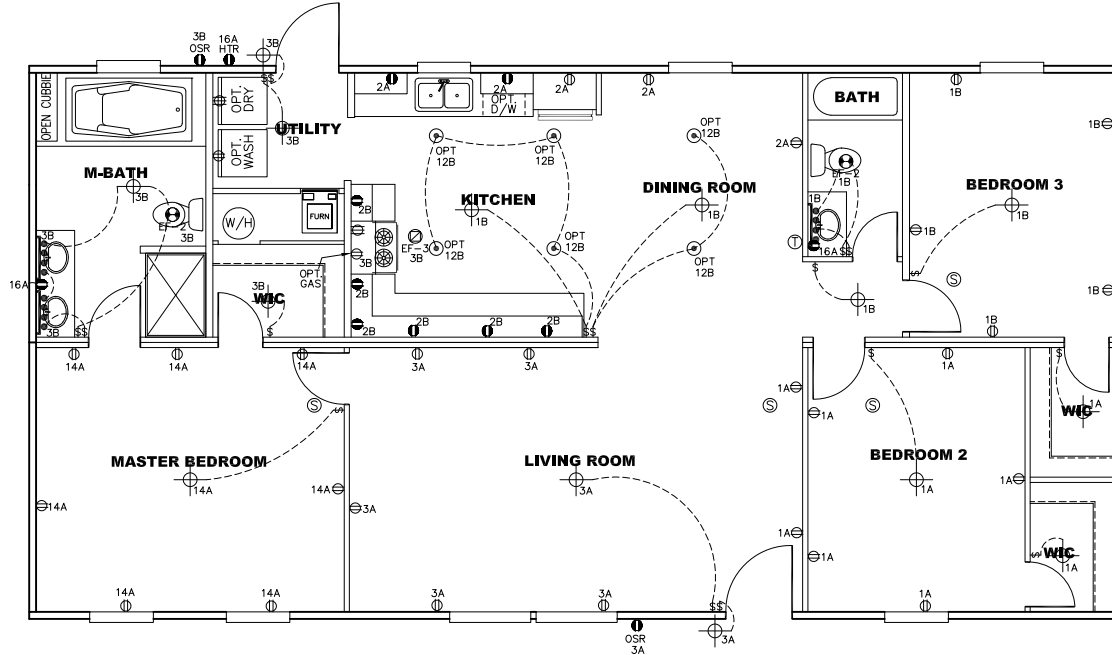 3B
OSR
16A
HTR
3B
OPEN CUBBIE
OPT.
DRY
$$
OPT.
WASH
UTILITY
3B
2A
2A
OPT.
D/W
2A
2A
1B
1B
BATH
2A
EF-2
1B
M-BATH
3B
EF-2
3B
OPT
12B
OPT
12B
OPT
12B
KITCHEN
1B
DINING ROOM
1B
BEDROOM 3
1B
1B
W/H
FURN
2B
EF-3
3B
3B
OPT
12B
OPT
12B
OPT
12B
1B
T
16A
$$
1B
3B
16A
3B
$$
OPT.
GAS
3B
WIC
$
2B
2B
2B
2B
2B
$$
$
1B
$
S
1B
1B
14A
14A
14A
3A
3A
$
1A
$
S
$
S
S
1A
1A
1A
WIC
MASTER BEDROOM
14A
14A
14A
LIVING ROOM
3A
3A
BEDROOM 2
1A
1A
1A
1A
$
WIC
1A
14A
14A
3A
3A
$$
1A
OSR
3A
3A